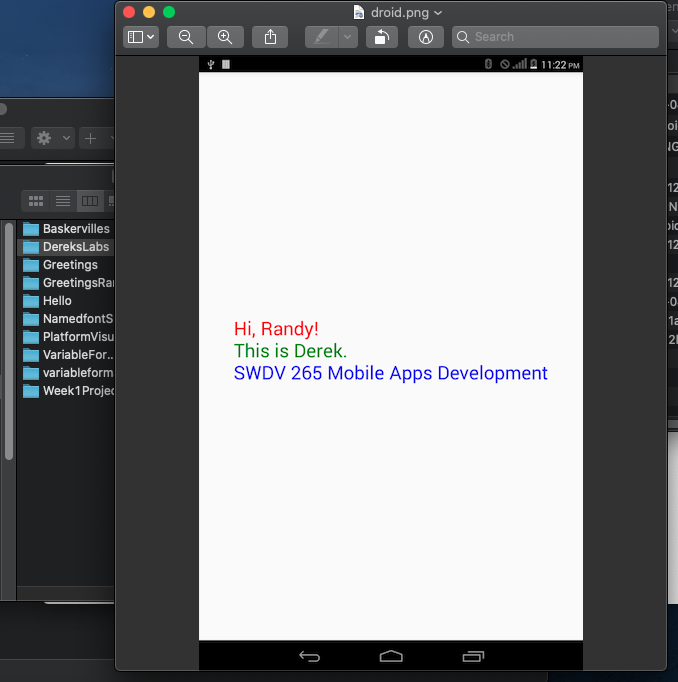 droid.png
Search
11:22 PM
Hi, Randy!
This is Derek.
SWDV 265 Mobile Apps Development
Baskervilles
DereksLabs
Greetings
GreetingsRa
Hello
NamedfontS
PlatformVisu
VariableFor...
variableform
Week1Projec